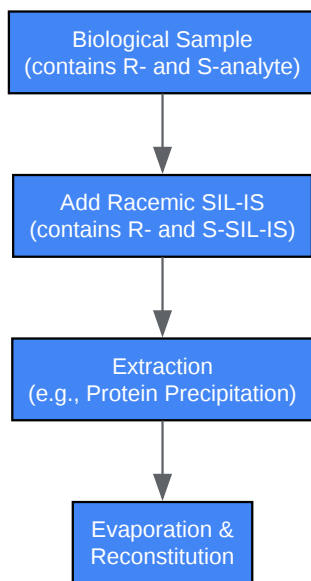 Biological Sample
(contains R- and S-analyte)
Add Racemic SIL-IS
(contains R- and S-SIL-IS)
Extraction
(e.g., Protein Precipitation)
Evaporation &
Reconstitution